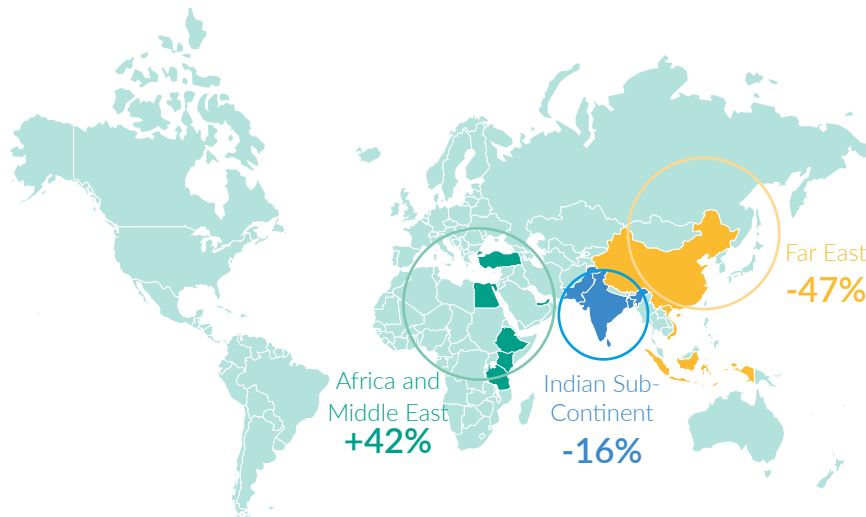 Far East
-47%
Africa and
Middle East
+42%
Indian Sub-
Continent
-16%